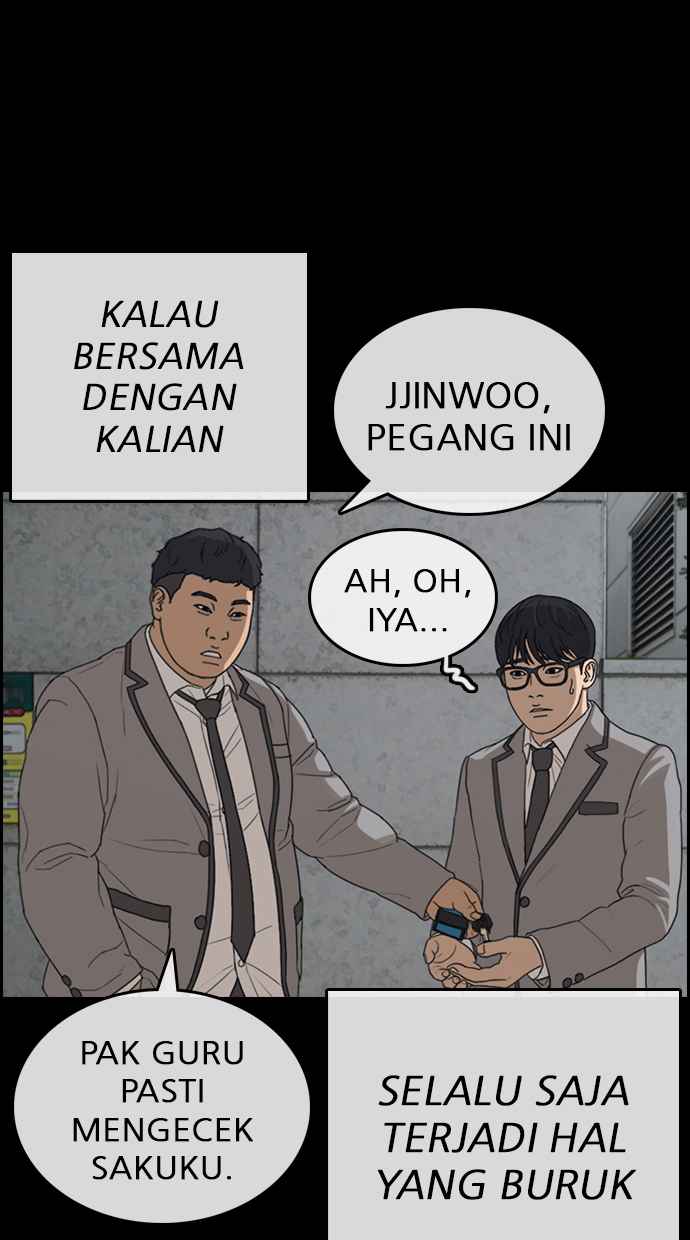 KALAU
BERSAMA
DENGAN
KALIAN
JJINWOO,
PEGANG INI
AH, OH,
IYA...
PAK GURU
PASTI
MENGECEK
SAKUKU.
SELALU SAJA
TERJADI HAL
YANG BURUK